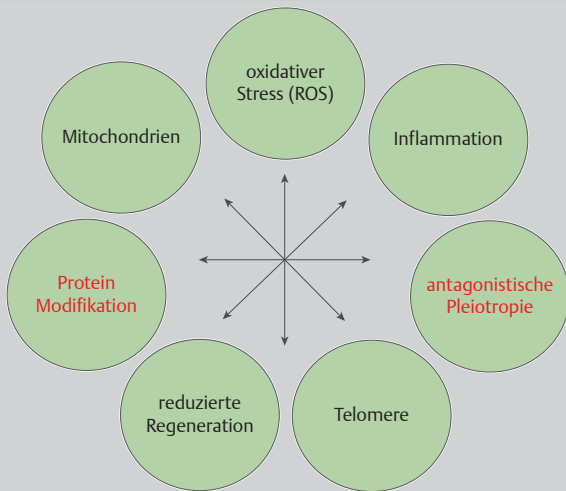 oxidativer
Stress (ROS)
Mitochondrien
Inflammation
Protein
Modifikation
antagonistische
Pleiotropie
reduzierte
Regeneration
Telomere